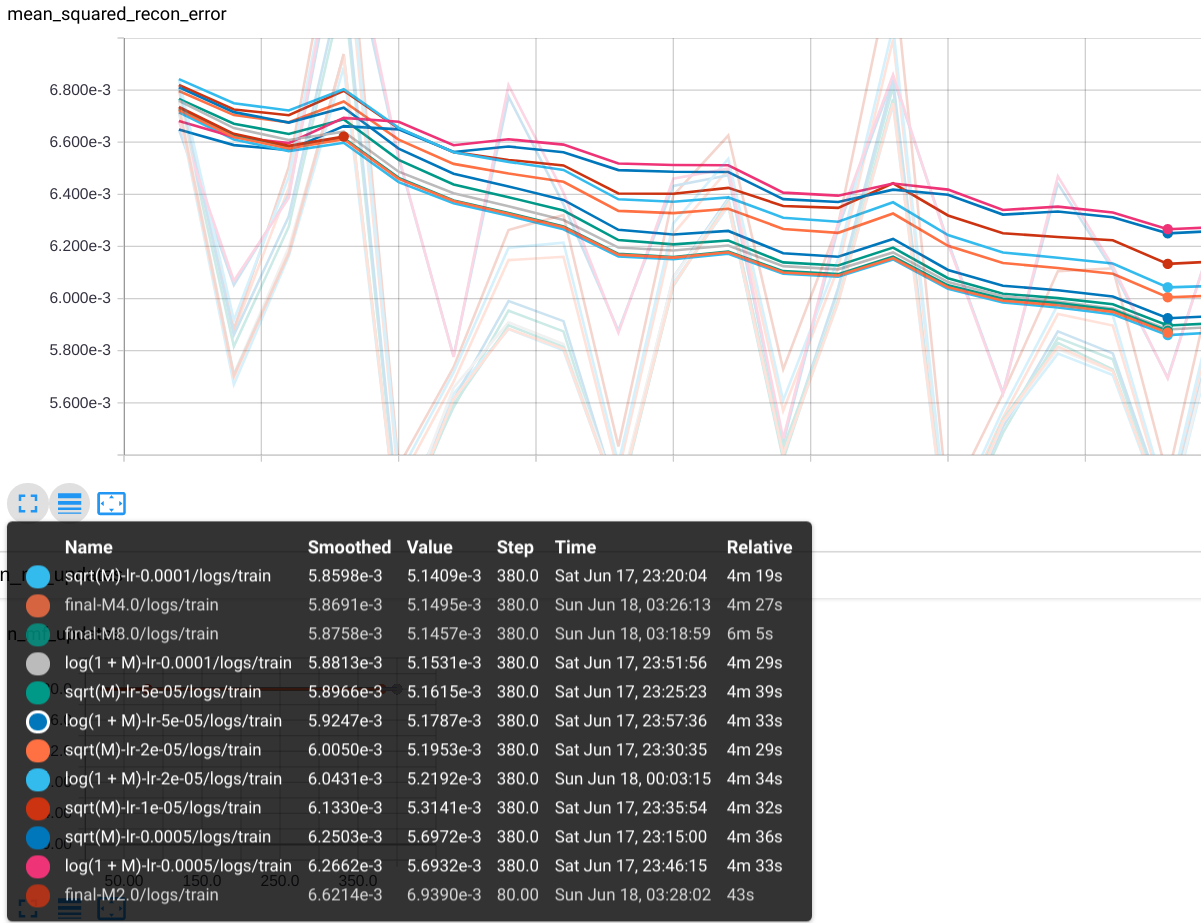 mean_squared_recon_error
6.800e-3
6.600e-3
6.400e-3
6.200e-3
6.000e-3
5.800e-3
5.600e-3
Name Smoothed Value Step Time Relative
sqrt(M)-lr-0.0001/logs/train 5.8598e-3 5.1409e-3 380.0 Sat Jun 17, 23:20:04 4m 19s
final-M4.0/logs/train 5.8691e-3 5.1495e-3 380.0 Sun Jun 18, 03:26:13 4m 27s
final-M8.0/logs/train 5.8758e-3 5.1457e-3 380.0 Sun Jun 18, 03:18:59 6m 5s
log(1 + M)-lr-0.0001/logs/train 5.8813e-3 5.1531e-3 380.0 Sat Jun 17, 23:51:56 4m 29s
sqrt(M)-lr-5e-05/logs/train 5.8966e-3 5.1615e-3 380.0 Sat Jun 17, 23:25:23 4m 39s
log(1 + M)-lr-5e-05/logs/train 5.9247e-3 5.1787e-3 380.0 Sat Jun 17, 23:57:36 4m 33s
sqrt(M)-lr-2e-05/logs/train 6.0050e-3 5.1953e-3 380.0 Sat Jun 17, 23:30:35 4m 29s
log(1 + M)-lr-2e-05/logs/train 6.0431e-3 5.2192e-3 380.0 Sun Jun 18, 00:03:15 4m 34s
sqrt(M)-lr-1e-05/logs/train 6.1330e-3 5.3141e-3 380.0 Sat Jun 17, 23:35:54 4m 32s
sqrt(M)-lr-0.0005/logs/train 6.2503e-3 5.6972e-3 380.0 Sat Jun 17, 23:15:00 4m 36s
log(1 + M)-lr-0.0005/logs/train 6.2662e-3 5.6932e-3 380.0 Sat Jun 17, 23:46:15 4m 33s
50.00 150.0 250.0 350.0
final-M2.0/logs/train 6.6214e-3 6.9390e-3 80.00 Sun Jun 18, 03:28:02 43s